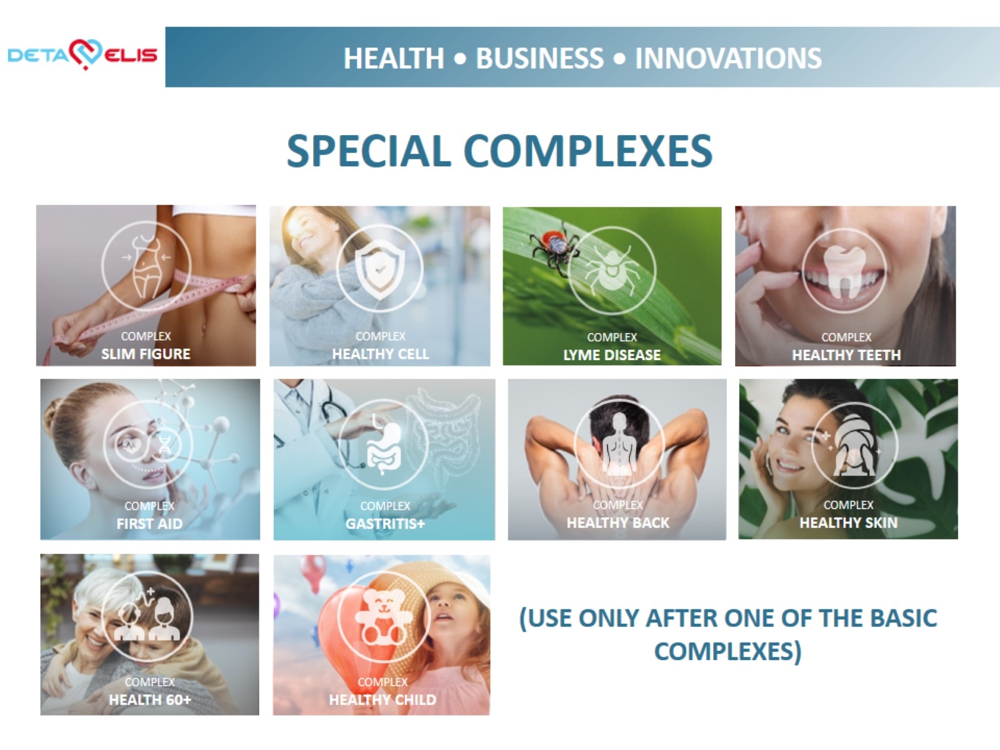 DETA ELIS
HEALTH • BUSINESS • INNOVATIONS
SPECIAL COMPLEXES
COMPLEX
SLIM FIGURE
COMPLEX
HEALTHY CELL
COMPLEX
LYME DISEASE
COMPLEX
HEALTHY TEETH
COMPLEX
FIRST AID
COMPLEX
GASTRITIS+
COMPLEX
HEALTHY BACK
COMPLEX
HEALTHY SKIN
COMPLEX
HEALTH 60+
COMPLEX
HEALTHY CHILD
(USE ONLY AFTER ONE OF THE BASIC
COMPLEXES)